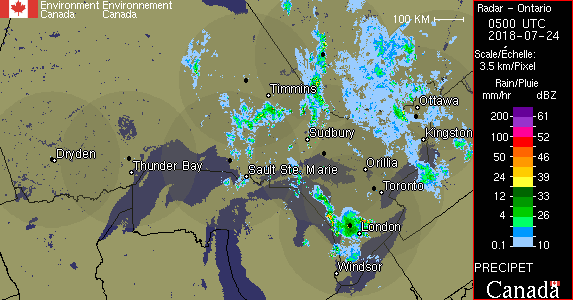 Environment Environnement
Canada Canada
100 KM
Timmins
Ottawa
Sudbury
Kingston
Dryden
Thunder Bay
Sault Ste. Marie
Orillia
Toronto
London
Windsor
Radar - Ontario
0500 UTC
2018-07-24
Scale/Échelle:
3.5 km/Pixel
Rain/Pluie
mm/hr dBZ
200 61
100 52
50 46
24 39
12 33
4 26
0.1 10
PRECIPET
Canada